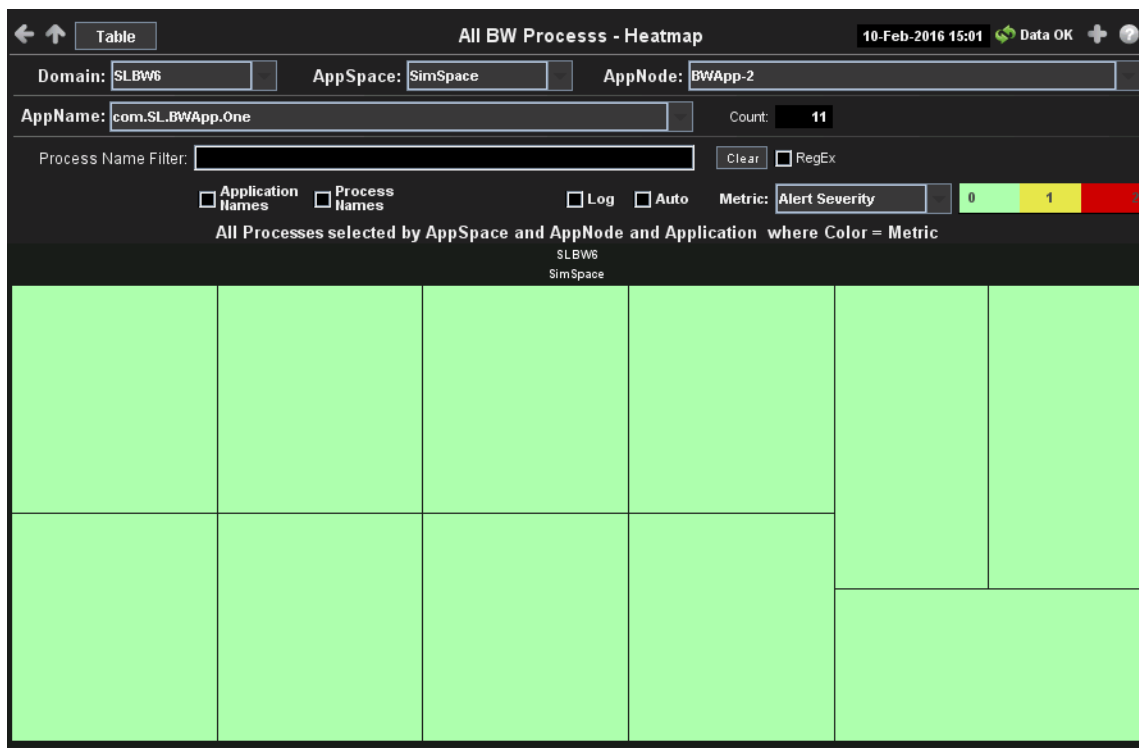 Table All BW Processs - Heatmap 10-Feb-2016 15:01 Data OK
Domain: SLBW6 AppSpace: SimSpace AppNode: BWApp-2
AppName: com.SL.BWApp.One Count: 11
Process Name Filter: Clear RegEx
Application Names Process Names Log Auto Metric: Alert Severity 0 1
All Processes selected by AppSpace and AppNode and Application where Color = Metric
SLBW6
SimSpace